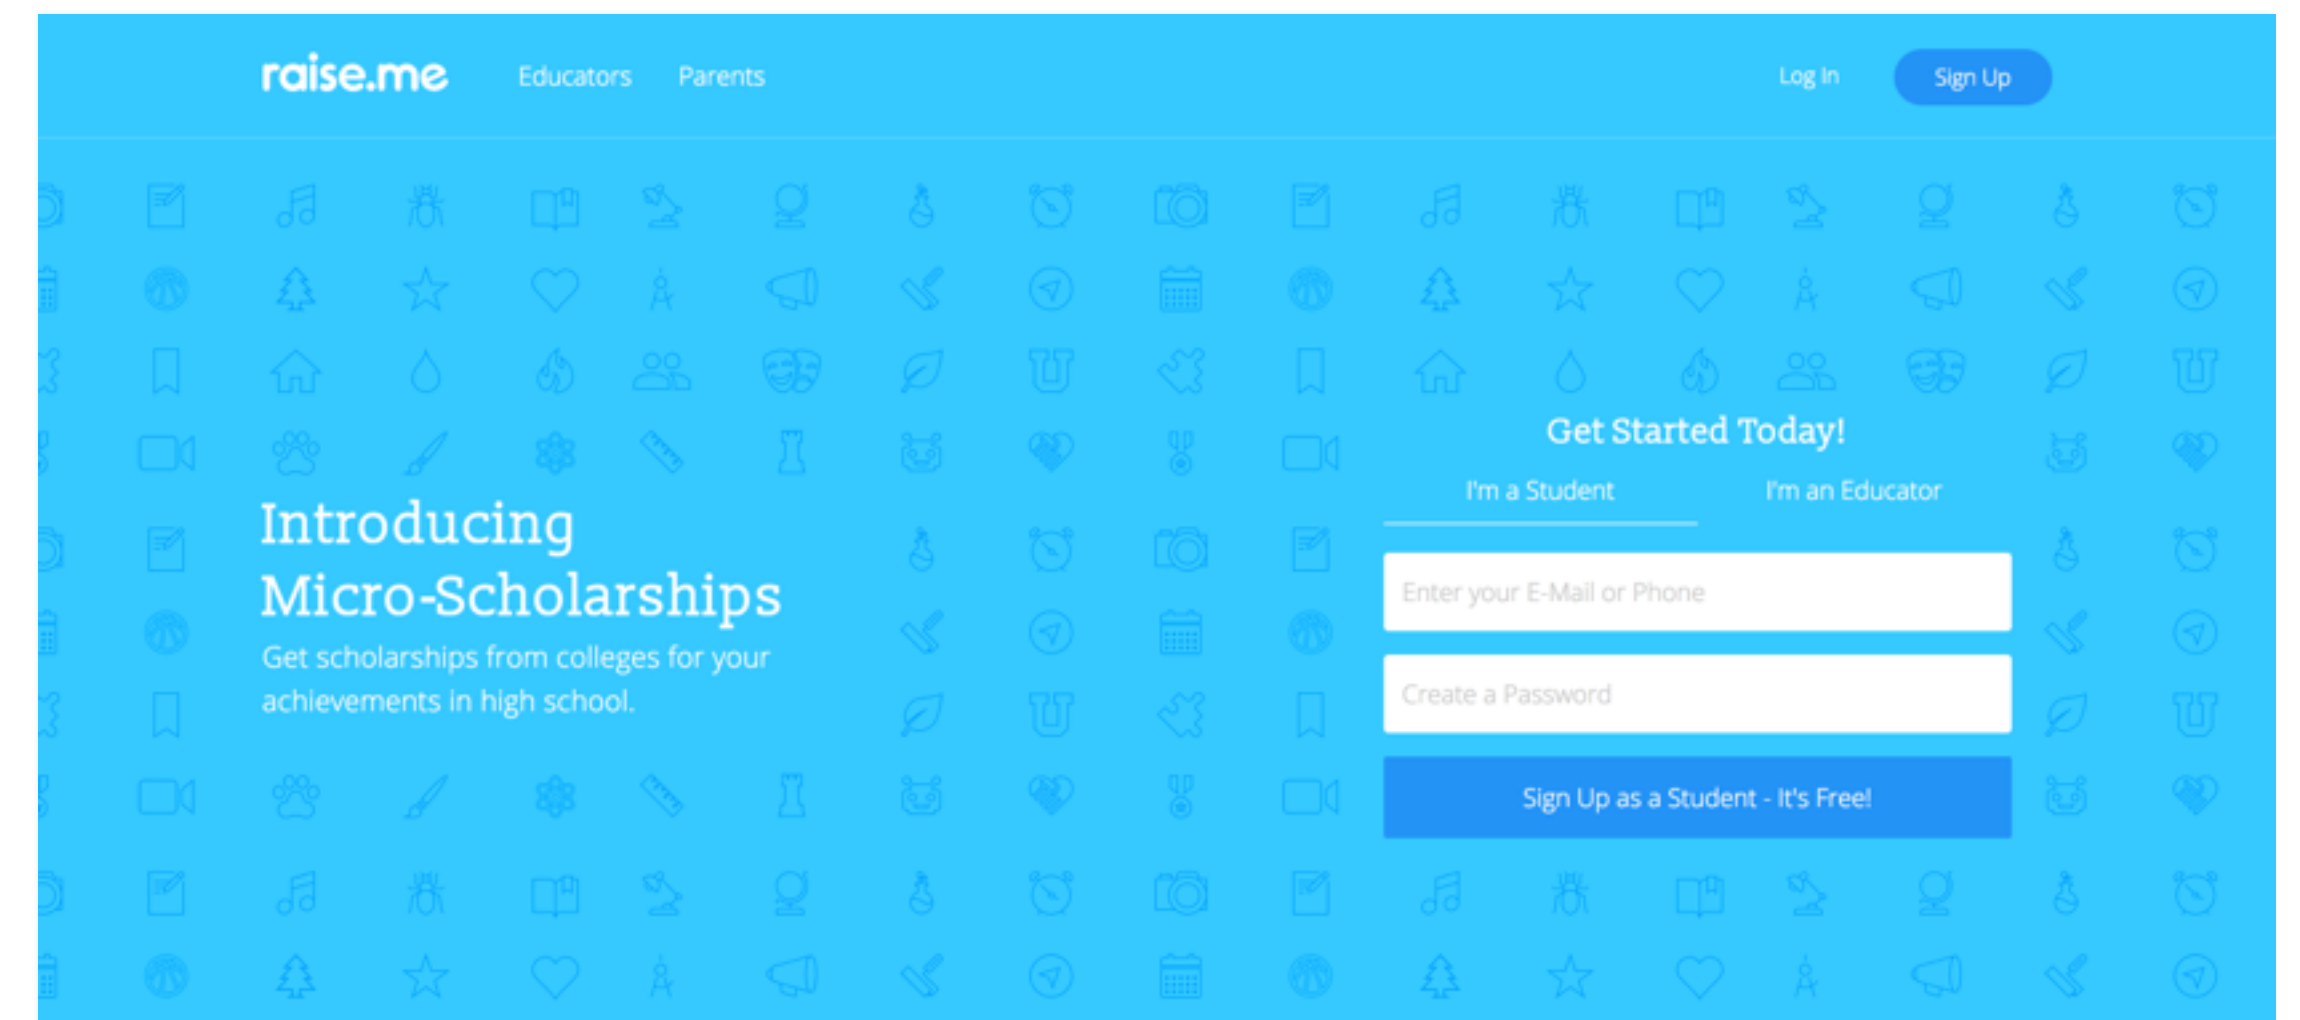 raise.me
Educators
Parents
Log In
Sign Up
Introducing
Micro-Scholarships
Get scholarships from colleges for your
achievements in high school.
Get Started Today!
I'm a Student
I'm an Educator
Enter your E-Mail or Phone
Create a Password
Sign Up as a Student - It's Free!